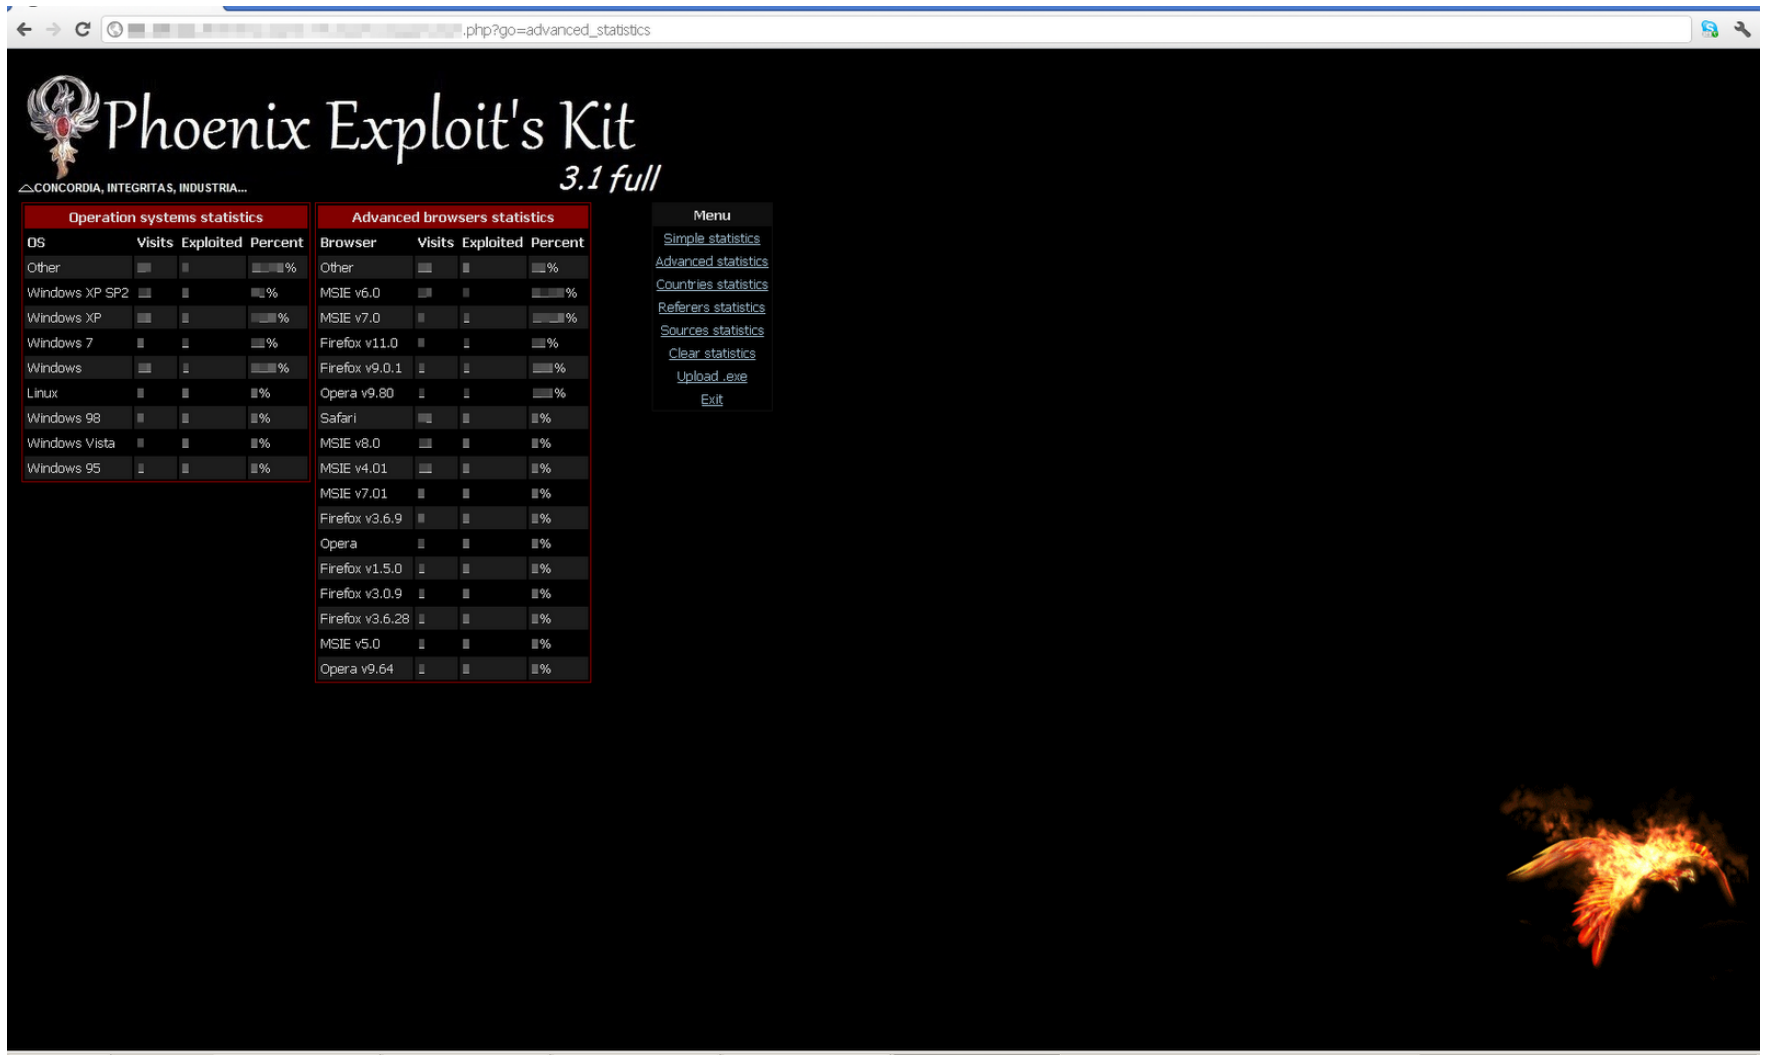 .php?go=advanced_statistics
Phoenix Exploit's Kit
3.1 full
CONCORDIA, INTEGRITAS, INDUSTRIA...
Operation systems statistics
OS Visits Exploited Percent
Other %
Windows XP SP2 %
Windows XP %
Windows 7 %
Windows %
Linux %
Windows 98 %
Windows Vista %
Windows 95 %
Advanced browsers statistics
Browser Visits Exploited Percent
Other %
MSIE v6.0 %
MSIE v7.0 %
Firefox v11.0 %
Firefox v9.0.1 %
Opera v9.80 %
Safari %
MSIE v8.0 %
MSIE v4.01 %
MSIE v7.01 %
Firefox v3.6.9 %
Opera %
Firefox v1.5.0 %
Firefox v3.0.9 %
Firefox v3.6.28 %
MSIE v5.0 %
Opera v9.64 %
Menu
Simple statistics
Advanced statistics
Countries statistics
Referers statistics
Sources statistics
Clear statistics
Upload .exe
Exit